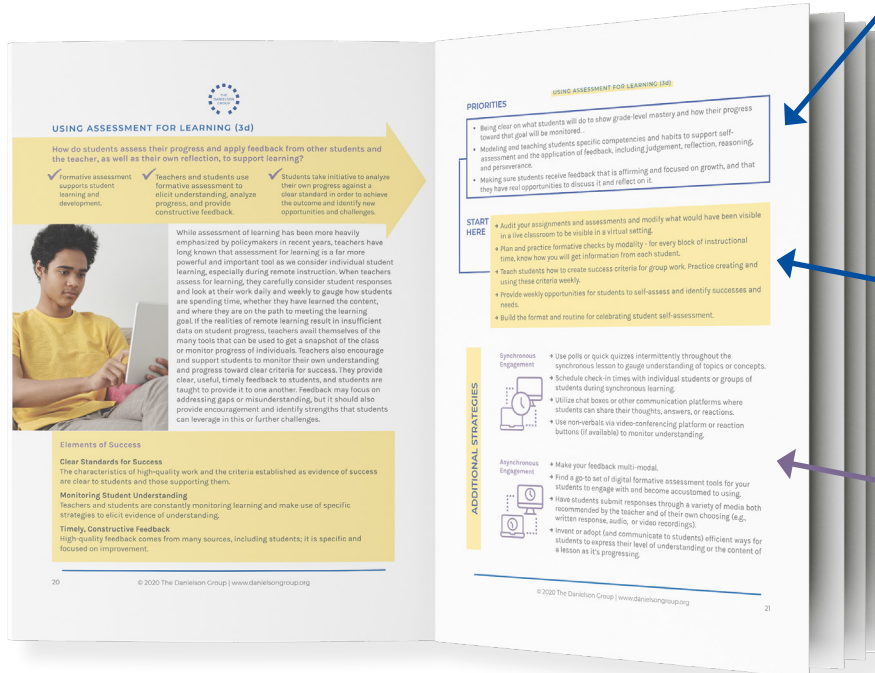 THE
DANIELSON
GROUP
USING ASSESSMENT FOR LEARNING (3d)
How do students assess their progress and apply feedback from other students and
the teacher, as well as their own reflection, to support learning?
Formative assessment
supports student
learning and
development.
Teachers and students use
formative assessment to
elicit understanding, analyze
progress, and provide
constructive feedback.
Students take initiative to analyze
their own progress against a
clear standard in order to achieve
the outcome and identify new
opportunities and challenges.
While assessment of learning has been more heavily
emphasized by policymakers in recent years, teachers have
long known that assessment for learning is a far more
powerful and important tool as we consider individual student
learning, especially during remote instruction. When teachers
assess for learning, they carefully consider student responses
and look at their work daily and weekly to gauge how students
are spending time, whether they have learned the content,
and where they are on the path to meeting the learning
goal. If the realities of remote learning result in insufficient
data on student progress, teachers avail themselves of the
many tools that can be used to get a snapshot of the class
or monitor progress of individuals. Teachers also encourage
and support students to monitor their own understanding
and progress toward clear criteria for success. They provide
clear, useful, timely feedback to students, and students are
taught to provide it to one another. Feedback may focus on
addressing gaps or misunderstanding, but it should also
provide encouragement and identify strengths that students
can leverage in this or further challenges.
Elements of Success
Clear Standards for Success
The characteristics of high-quality work and the criteria established as evidence of success
are clear to students and those supporting them.
Monitoring Student Understanding
Teachers and students are constantly monitoring learning and make use of specific
strategies to elicit evidence of understanding.
Timely, Constructive Feedback
High-quality feedback comes from many sources, including students; it is specific and
focused on improvement.
20
© 2020 The Danielson Group | www.danielsongroup.org
USING ASSESSMENT FOR LEARNING (3d)
PRIORITIES
• Being clear on what students will do to show grade-level mastery and how their progress
toward that goal will be monitored. .
• Modeling and teaching students specific competencies and habits to support self-
assessment and the application of feedback, including judgement, reflection, reasoning,
and perseverance.
• Making sure students receive feedback that is affirming and focused on growth, and that
they have real opportunities to discuss it and reflect on it.
START
HERE
+ Audit your assignments and assessments and modify what would have been visible
in a live classroom to be visible in a virtual setting.
+ Plan and practice formative checks by modality - for every block of instructional
time, know how you will get information from each student.
+ Teach students how to create success criteria for group work. Practice creating and
using these criteria weekly.
+ Provide weekly opportunities for students to self-assess and identify successes and
needs.
+ Build the format and routine for celebrating student self-assessment.
ADDITIONAL STRATEGIES
Synchronous
Engagement
+ Use polls or quick quizzes intermittently throughout the
synchronous lesson to gauge understanding of topics or concepts.
+ Schedule check-in times with individual students or groups of
students during synchronous learning.
+ Utilize chat boxes or other communication platforms where
students can share their thoughts, answers, or reactions.
+ Use non-verbals via video-conferencing platform or reaction
buttons (if available) to monitor understanding.
Asynchronous
Engagement
+ Make your feedback multi-modal.
+ Find a go-to set of digital formative assessment tools for your
students to engage with and become accustomed to using.
+ Have students submit responses through a variety of media both
recommended by the teacher and of their own choosing (e.g.,
written response, audio, or video recordings).
+ Invent or adopt (and communicate to students) efficient ways for
students to express their level of understanding or the content of
a lesson as it's progressing.
© 2020 The Danielson Group | www.danielsongroup.org
21